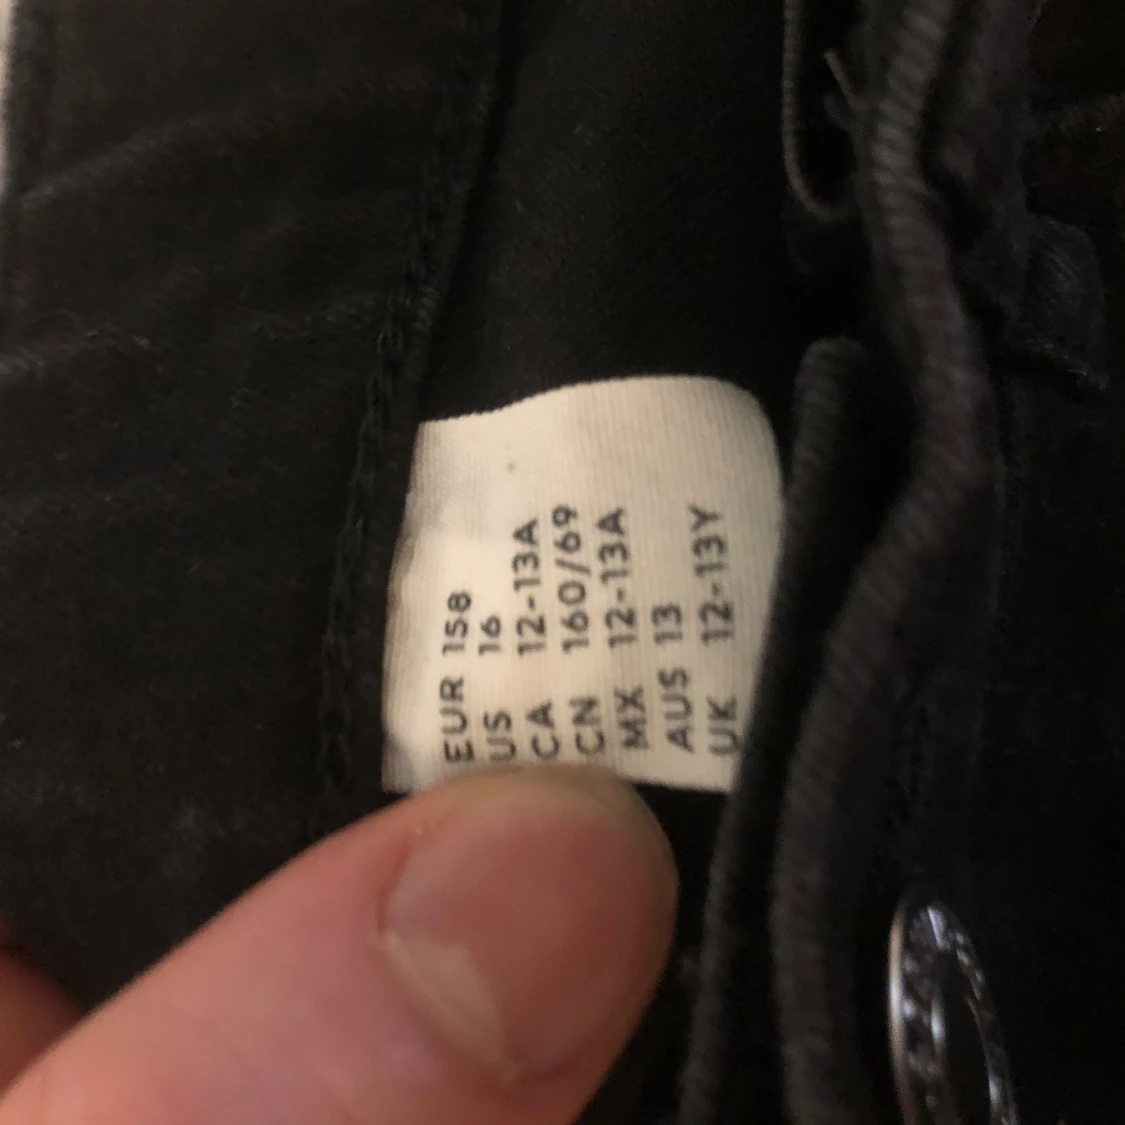 EUR 158
US 16
CA 12-13A
CN 160/69
MX 12-13A
AUS 13
UK 12-13Y